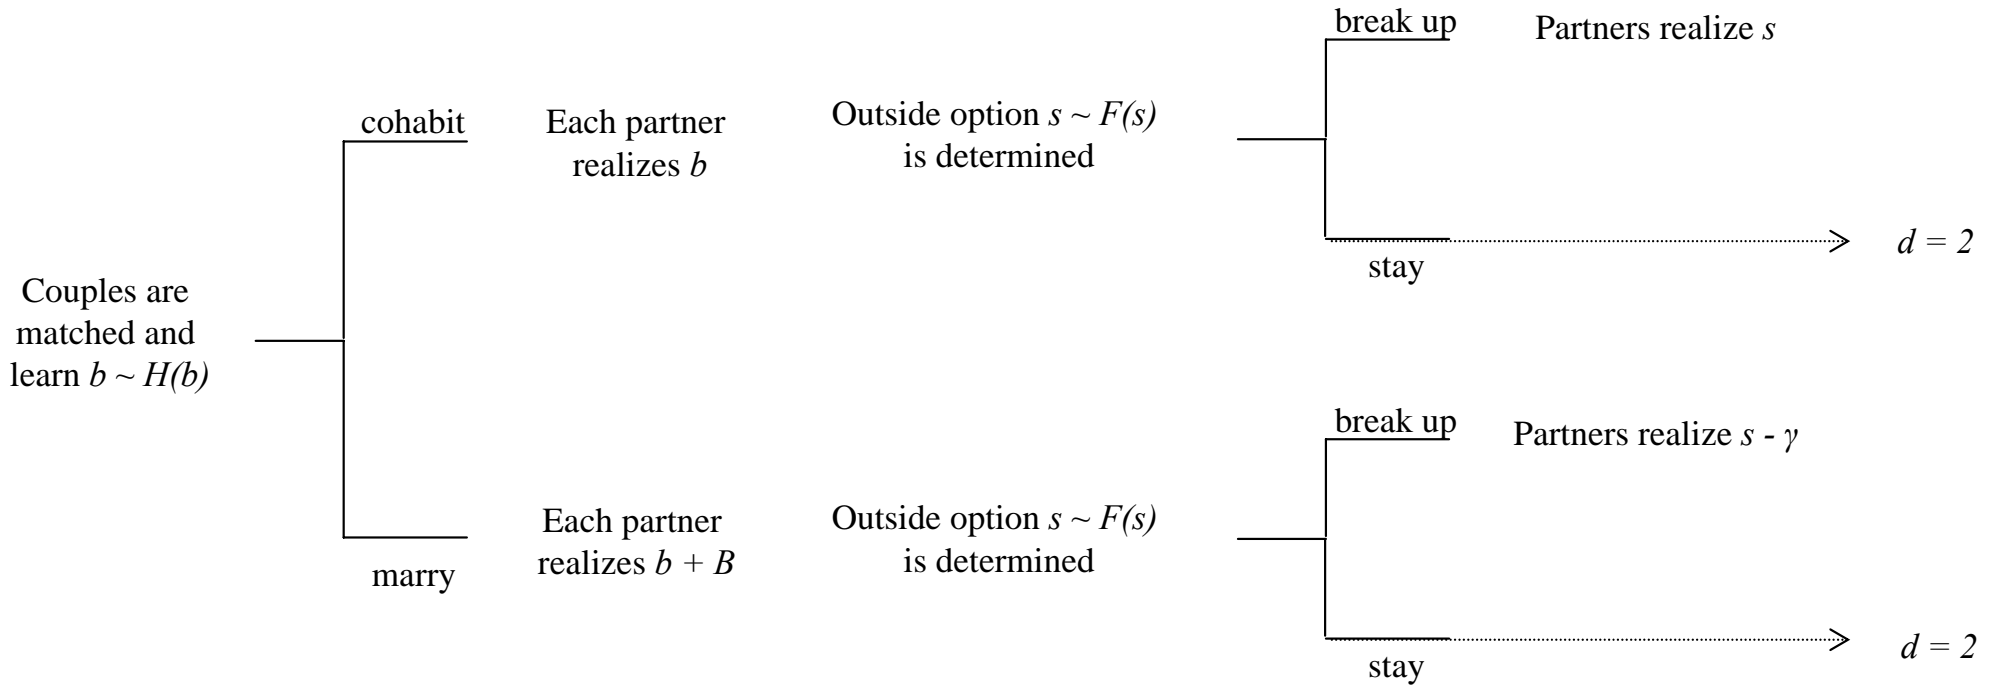 break up
Partners realize s
cohabit
Each partner
realizes b
Outside option s ~ F(s)
is determined
stay
d = 2
Couples are
matched and
learn b ~ H(b)
break up
Partners realize s - γ
marry
Each partner
realizes b + B
Outside option s ~ F(s)
is determined
stay
d = 2